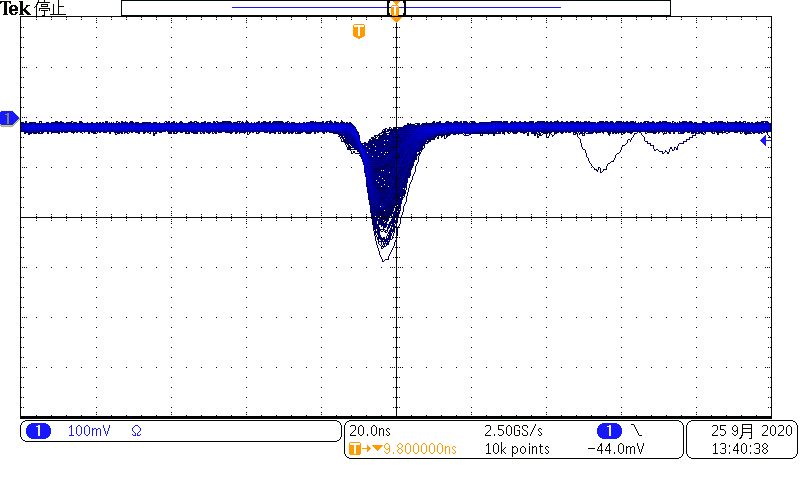 Tek 停止
T
T
1
1 100mV Ω
20.0ns 2.50GS/s 1
T→▼9.800000ns 10k points −44.0mV
25 9月 2020
13:40:38